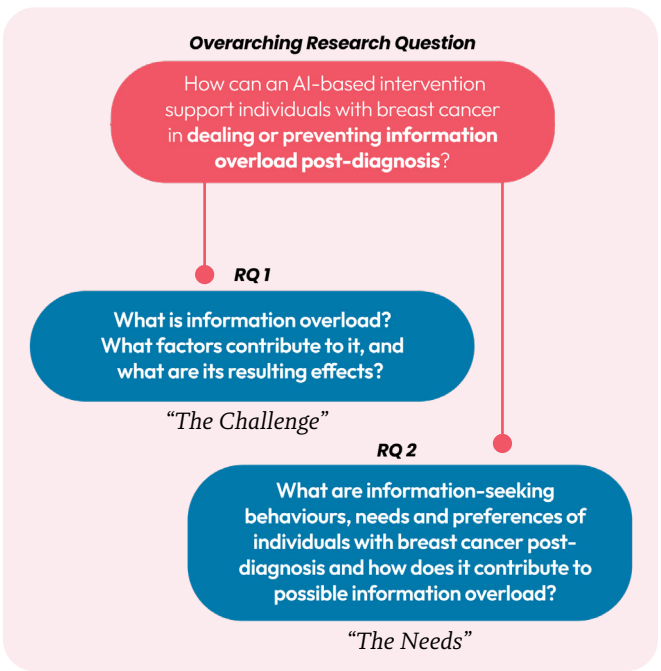 Overarching Research Question
How can an AI-based intervention
support individuals with breast cancer
in dealing or preventing information
overload post-diagnosis?
RQ 1
What is information overload?
What factors contribute to it, and
what are its resulting effects?
“The Challenge”
RQ 2
What are information-seeking
behaviours, needs and preferences of
individuals with breast cancer post-
diagnosis and how does it contribute to
possible information overload?
“The Needs”